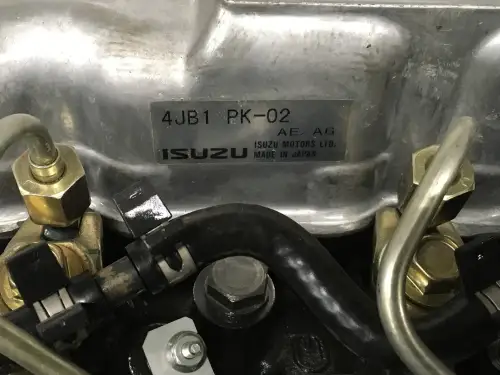 4JB1 PK-02
AE. AG
ISUZU ISUZU MOTORS LTD.
MADE IN JAPAN